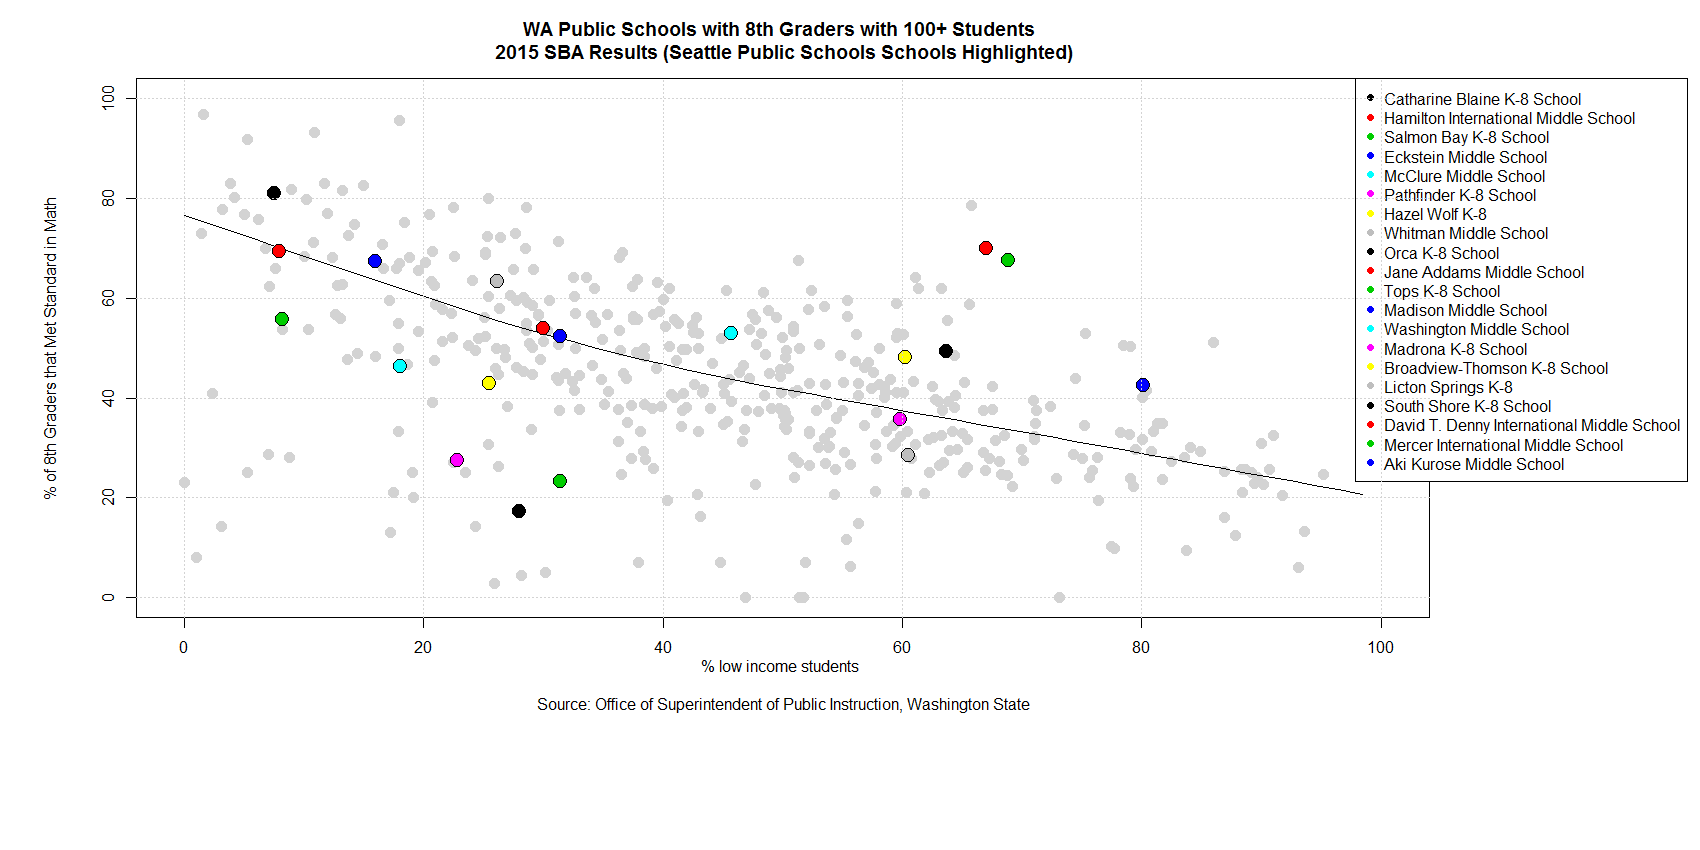 WA Public Schools with 8th Graders with 100+ Students
2015 SBA Results (Seattle Public Schools Schools Highlighted)
% of 8th Graders that Met Standard in Math
100
80
60
40
20
0
0 20 40 60 80 100
% low income students
Source: Office of Superintendent of Public Instruction, Washington State
Catharine Blaine K-8 School
Hamilton International Middle School
Salmon Bay K-8 School
Eckstein Middle School
McClure Middle School
Pathfinder K-8 School
Hazel Wolf K-8
Whitman Middle School
Orca K-8 School
Jane Addams Middle School
Tops K-8 School
Madison Middle School
Washington Middle School
Madrona K-8 School
Broadview-Thomson K-8 School
Licton Springs K-8
South Shore K-8 School
David T. Denny International Middle School
Mercer International Middle School
Aki Kurose Middle School